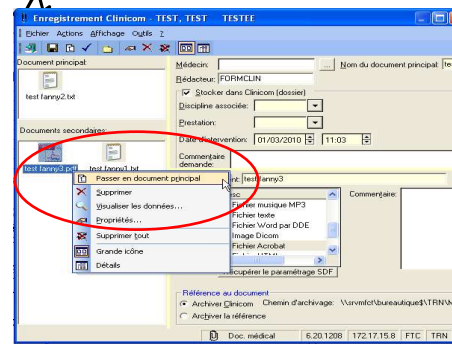 Enregistrement Clinicom - TEST, TEST TESTEE
Fichier Actions Affichage Outils ?
Document principal:
Médecin: ... Nom du document principal: te
Rédacteur: FORMCLIN
test fanny2.txt
Stocker dans Clinicom (dossier)
Discipline associée:
Prestation:
Documents secondaires:
Date d'intervention: 01/03/2010 11:03
Commentaire demande:
test fanny3.pdf test fanny1.txt
Passer en document principal
Supprimer
Visualiser les données...
Propriétés...
Supprimer tout
Grande icône
Détails
test fanny3
Commentaire:
Fichier musique MP3
Fichier texte
Fichier Word par DDE
Image Dicom
Fichier Acrobat
Récupérer le paramétrage SDF
Référence au document
Archiver Clinicom Chemin d'archivage: \\srvmfct\bureautique$\TRN\M
Archiver la référence
Doc. médical 6.20.1208 172.17.15.8 FTC TRN